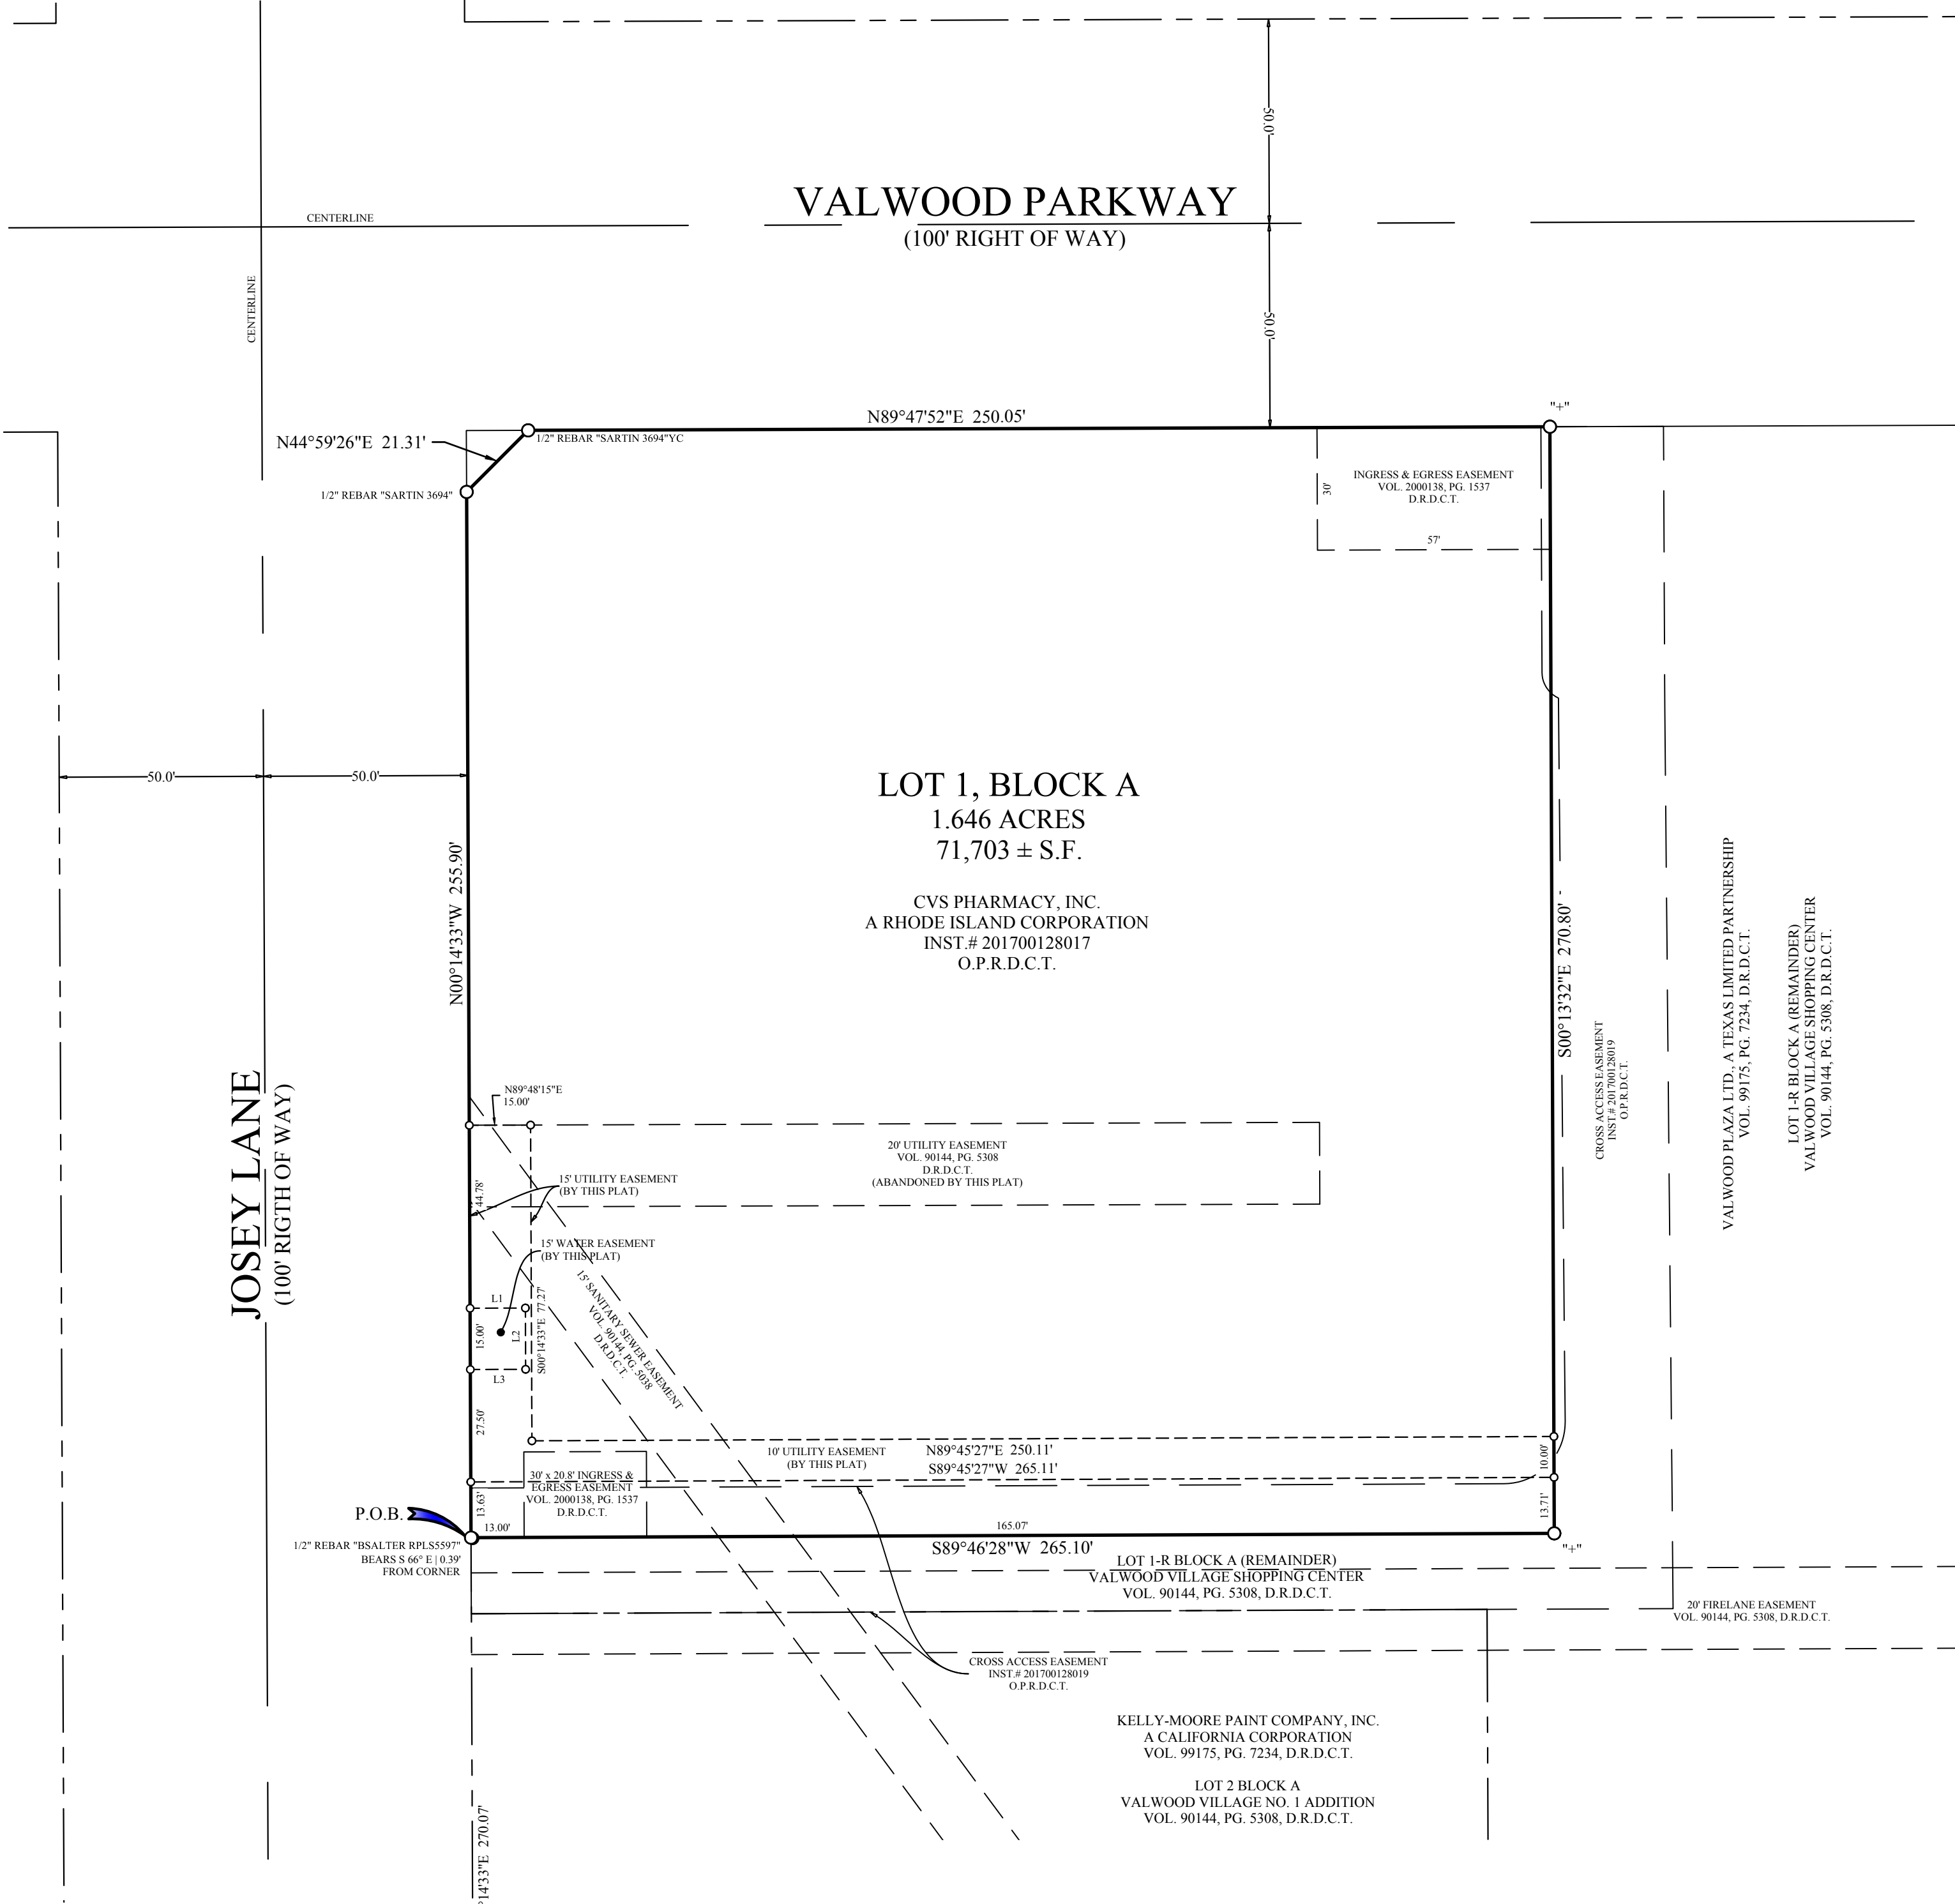 VALWOOD PARKWAY
(100' RIGHT OF WAY)
CENTERLINE
CENTERLINE
50.0'
50.0'
N89°47'52"E 250.05'
"+"
N44°59'26"E 21.31'
1/2" REBAR "SARTIN 3694"YC
1/2" REBAR "SARTIN 3694"
INGRESS & EGRESS EASEMENT
VOL. 2000138, PG. 1537
D.R.D.C.T.
30'
57'
50.0'
50.0'
LOT 1, BLOCK A
1.646 ACRES
71,703 ± S.F.
CVS PHARMACY, INC.
A RHODE ISLAND CORPORATION
INST.# 201700128017
O.P.R.D.C.T.
N00°14'33"W 255.90'
S00°13'32"E 270.80'
JOSEY LANE
(100' RIGTH OF WAY)
CROSS ACCESS EASEMENT
INST.# 201700128019
O.P.R.D.C.T.
VALWOOD PLAZA LTD., A TEXAS LIMITED PARTNERSHIP
VOL. 99175, PG. 7234, D.R.D.C.T.
LOT 1-R BLOCK A (REMAINDER)
VALWOOD VILLAGE SHOPPING CENTER
VOL. 90144, PG. 5308, D.R.D.C.T.
N89°48'15"E
15.00'
20' UTILITY EASEMENT
VOL. 90144, PG. 5308
D.R.D.C.T.
(ABANDONED BY THIS PLAT)
44.78'
15' UTILITY EASEMENT
(BY THIS PLAT)
15' WATER EASEMENT
(BY THIS PLAT)
15' SANITARY SEWER EASEMENT
VOL. 90144, PG. 5038
D.R.D.C.T.
L1
15.00'
L2
S00°14'33"E 77.27'
L3
27.50'
10' UTILITY EASEMENT
(BY THIS PLAT)
N89°45'27"E 250.11'
S89°45'27"W 265.11'
10.00'
30' x 20.8' INGRESS &
EGRESS EASEMENT
VOL. 2000138, PG. 1537
D.R.D.C.T.
13.63'
13.71'
P.O.B.
13.00'
165.07'
1/2" REBAR "BSALTER RPLS5597"
BEARS S 66° E | 0.39'
FROM CORNER
S89°46'28"W 265.10'
"+"
LOT 1-R BLOCK A (REMAINDER)
VALWOOD VILLAGE SHOPPING CENTER
VOL. 90144, PG. 5308, D.R.D.C.T.
20' FIRELANE EASEMENT
VOL. 90144, PG. 5308, D.R.D.C.T.
CROSS ACCESS EASEMENT
INST.# 201700128019
O.P.R.D.C.T.
KELLY-MOORE PAINT COMPANY, INC.
A CALIFORNIA CORPORATION
VOL. 99175, PG. 7234, D.R.D.C.T.
LOT 2 BLOCK A
VALWOOD VILLAGE NO. 1 ADDITION
VOL. 90144, PG. 5308, D.R.D.C.T.
°14'33"E 270.07'